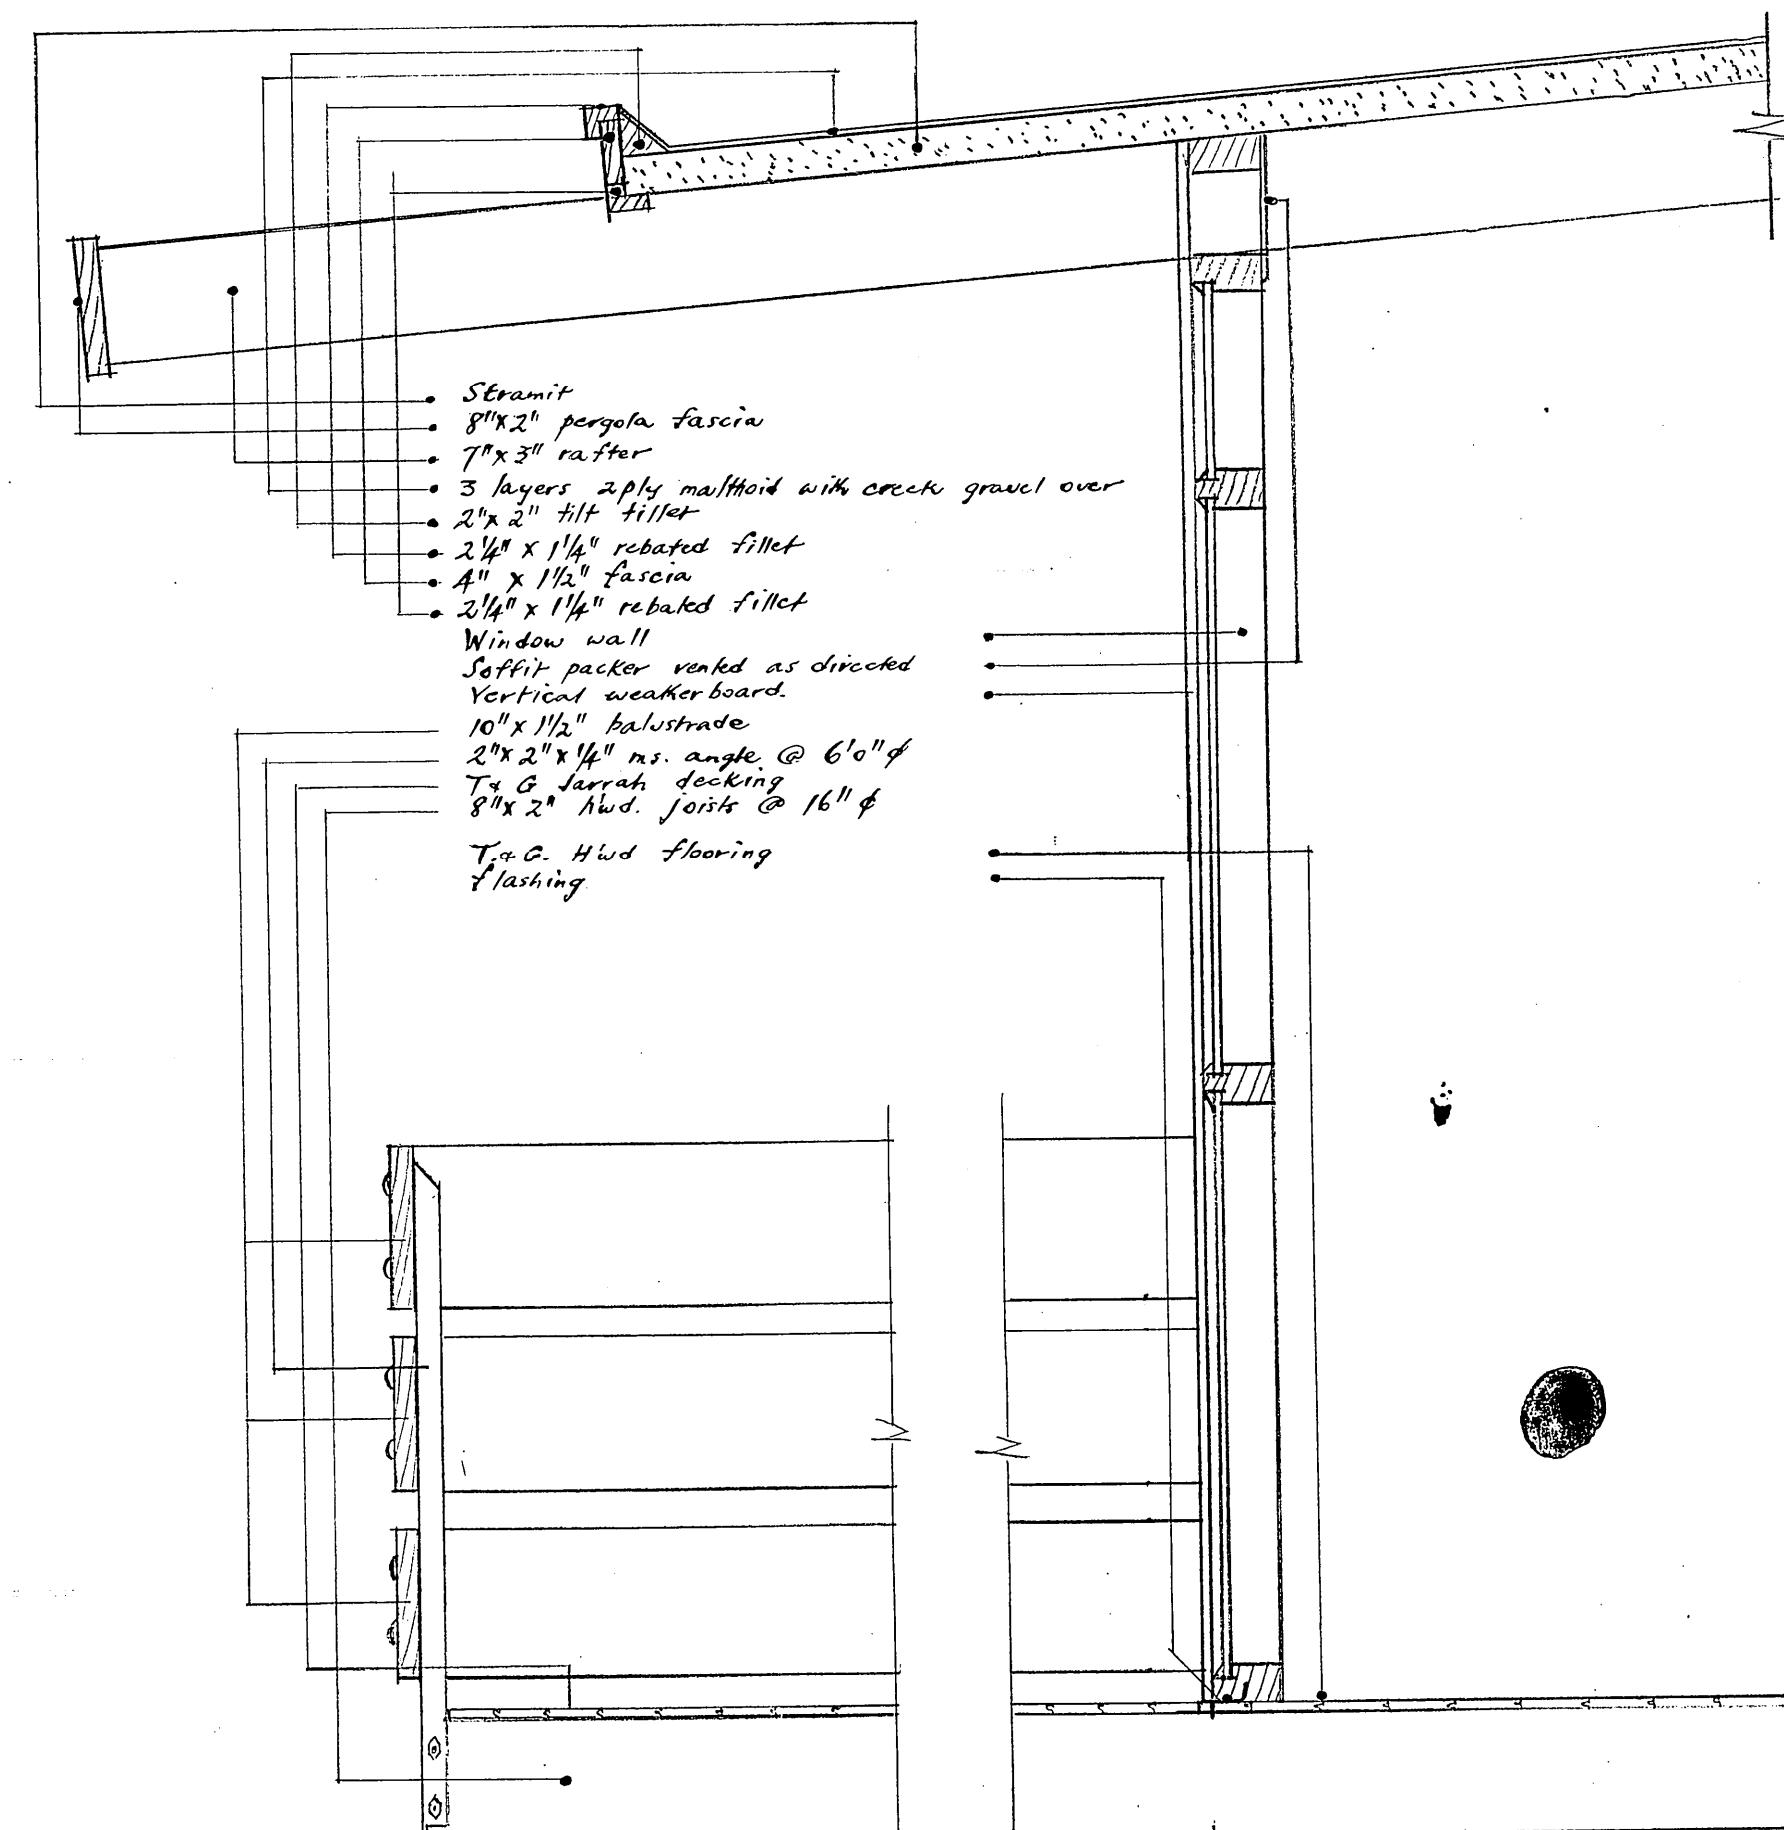 Stramit
8"x2" pergola fascia
7"x3" rafter
3 layers 2ply malthoid with creek gravel over
2"x 2" tilt fillet
2¼" x 1¼" rebated fillet
4" x 1½" fascia
2¼" x 1¼" rebated fillet
Window wall
Soffit packer vented as directed
Vertical weatherboard.
10"x 1½" balustrade
2"x 2"x ¼" ms. angle @ 6'0" ¢
T & G Jarrah decking
8"x 2" h'wd. joists @ 16" ¢
T. & G. H'wd flooring
flashing